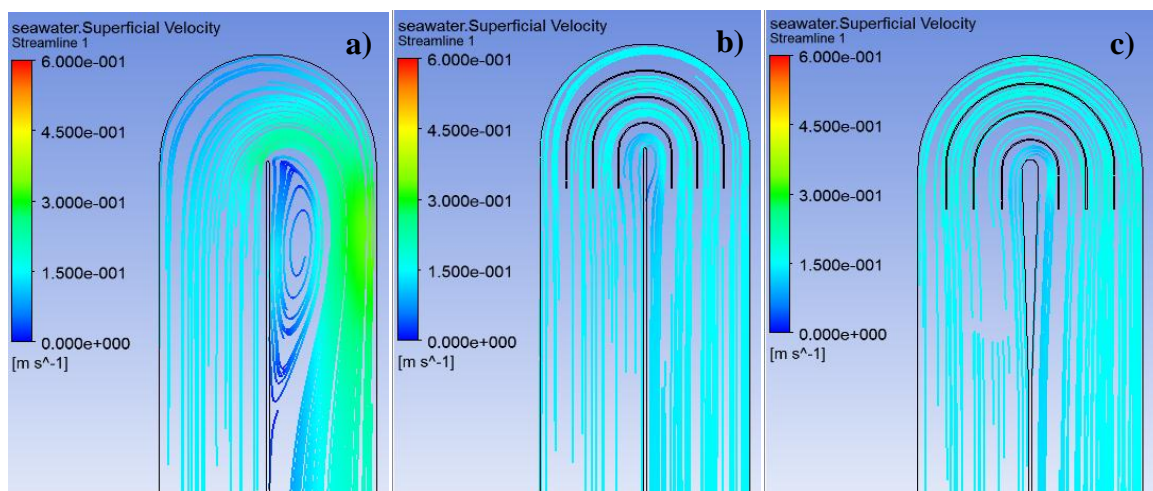 seawater.Superficial Velocity
Streamline 1
a)
6.000e-001
4.500e-001
3.000e-001
1.500e-001
0.000e+000
[m s^-1]
seawater.Superficial Velocity
Streamline 1
b)
6.000e-001
4.500e-001
3.000e-001
1.500e-001
0.000e+000
[m s^-1]
seawater.Superficial Velocity
Streamline 1
c)
6.000e-001
4.500e-001
3.000e-001
1.500e-001
0.000e+000
[m s^-1]